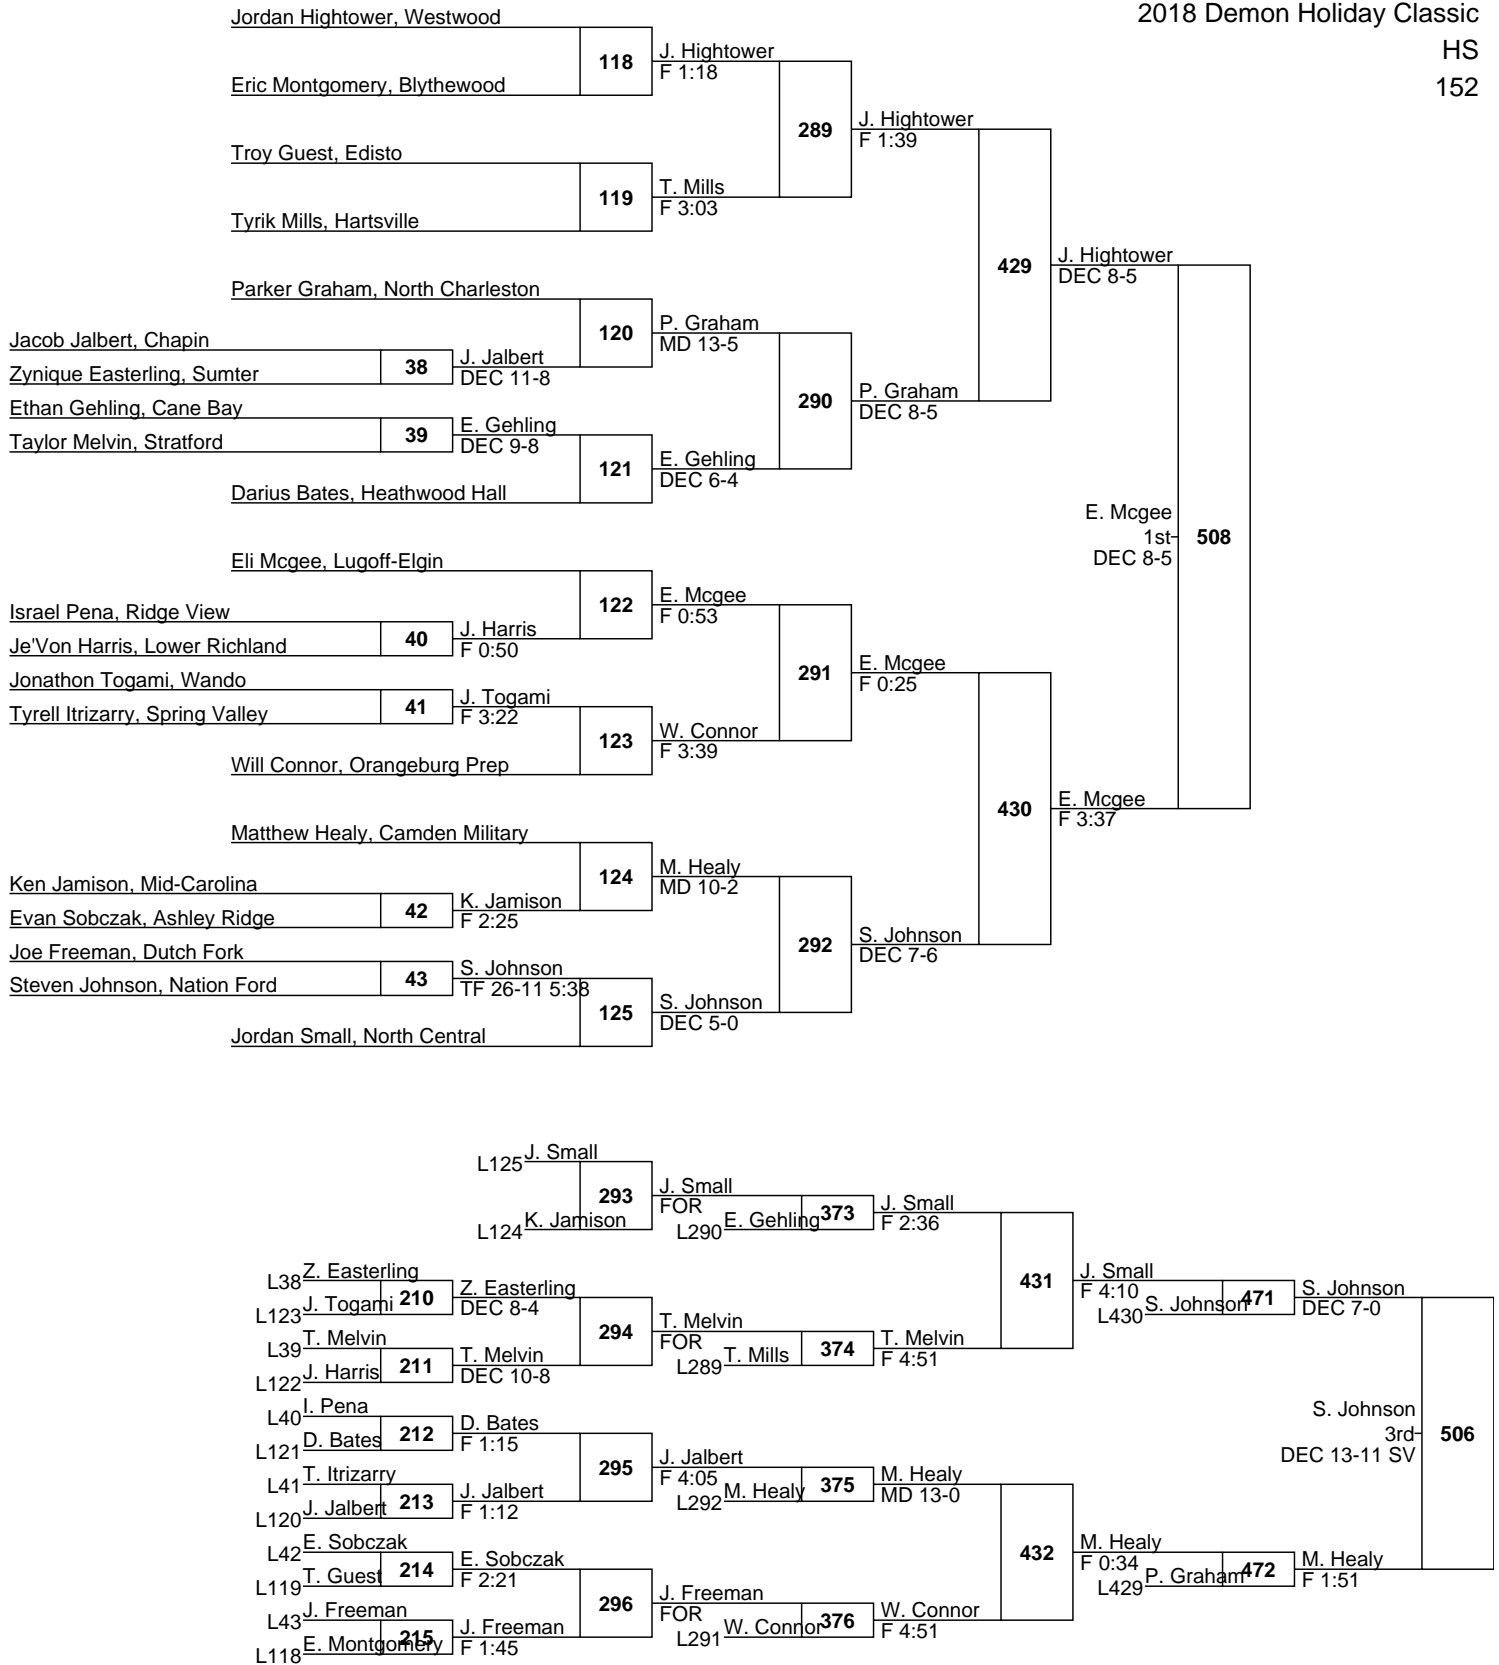 2018 Demon Holiday Classic
HS
152
Jordan Hightower, Westwood
118
J. Hightower
F 1:18
Eric Montgomery, Blythewood
289
J. Hightower
F 1:39
Troy Guest, Edisto
119
T. Mills
F 3:03
Tyrik Mills, Hartsville
429
J. Hightower
DEC 8-5
Parker Graham, North Charleston
120
P. Graham
MD 13-5
Jacob Jalbert, Chapin
38
J. Jalbert
DEC 11-8
Zynique Easterling, Sumter
290
P. Graham
DEC 8-5
Ethan Gehling, Cane Bay
39
E. Gehling
DEC 9-8
Taylor Melvin, Stratford
121
E. Gehling
DEC 6-4
Darius Bates, Heathwood Hall
E. Mcgee
1st
DEC 8-5
508
Eli Mcgee, Lugoff-Elgin
122
E. Mcgee
F 0:53
Israel Pena, Ridge View
40
J. Harris
F 0:50
Je'Von Harris, Lower Richland
291
E. Mcgee
F 0:25
Jonathon Togami, Wando
41
J. Togami
F 3:22
Tyrell Itrizarry, Spring Valley
123
W. Connor
F 3:39
Will Connor, Orangeburg Prep
430
E. Mcgee
F 3:37
Matthew Healy, Camden Military
124
M. Healy
MD 10-2
Ken Jamison, Mid-Carolina
42
K. Jamison
F 2:25
Evan Sobczak, Ashley Ridge
292
S. Johnson
DEC 7-6
Joe Freeman, Dutch Fork
43
S. Johnson
TF 26-11 5:38
Steven Johnson, Nation Ford
125
S. Johnson
DEC 5-0
Jordan Small, North Central
L125 J. Small
293
J. Small
FOR
L124 K. Jamison
L290 E. Gehling
373
J. Small
F 2:36
L38 Z. Easterling
210
Z. Easterling
DEC 8-4
L123 J. Togami
431
J. Small
F 4:10
L430 S. Johnson
471
S. Johnson
DEC 7-0
294
T. Melvin
FOR
L39 T. Melvin
211
T. Melvin
DEC 10-8
L122 J. Harris
L289 T. Mills
374
T. Melvin
F 4:51
L40 I. Pena
212
D. Bates
F 1:15
L121 D. Bates
S. Johnson
3rd
DEC 13-11 SV
506
295
J. Jalbert
F 4:05
L41 T. Itrizarry
213
J. Jalbert
F 1:12
L120 J. Jalbert
L292 M. Healy
375
M. Healy
MD 13-0
L42 E. Sobczak
214
E. Sobczak
F 2:21
L119 T. Guest
432
M. Healy
F 0:34
L429 P. Graham
472
M. Healy
F 1:51
296
J. Freeman
FOR
L43 J. Freeman
215
J. Freeman
F 1:45
L118 E. Montgomery
L291 W. Connor
376
W. Connor
F 4:51